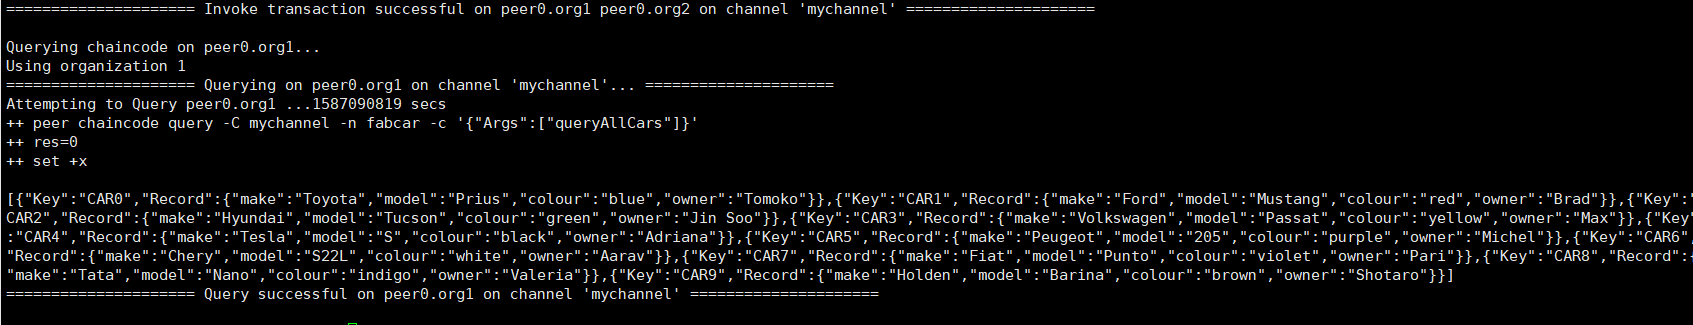 ===================== Invoke transaction successful on peer0.org1 peer0.org2 on channel 'mychannel' =====================
Querying chaincode on peer0.org1...
Using organization 1
===================== Querying on peer0.org1 on channel 'mychannel'... =====================
Attempting to Query peer0.org1 ...1587090819 secs
++ peer chaincode query -C mychannel -n fabcar -c '{"Args":["queryAllCars"]}'
++ res=0
++ set +x
[{"Key":"CAR0","Record":{"make":"Toyota","model":"Prius","colour":"blue","owner":"Tomoko"}},{"Key":"CAR1","Record":{"make":"Ford","model":"Mustang","colour":"red","owner":"Brad"}},{"Key":"
CAR2","Record":{"make":"Hyundai","model":"Tucson","colour":"green","owner":"Jin Soo"}},{"Key":"CAR3","Record":{"make":"Volkswagen","model":"Passat","colour":"yellow","owner":"Max"}},{"Key"
:"CAR4","Record":{"make":"Tesla","model":"S","colour":"black","owner":"Adriana"}},{"Key":"CAR5","Record":{"make":"Peugeot","model":"205","colour":"purple","owner":"Michel"}},{"Key":"CAR6",
"Record":{"make":"Chery","model":"S22L","colour":"white","owner":"Aarav"}},{"Key":"CAR7","Record":{"make":"Fiat","model":"Punto","colour":"violet","owner":"Pari"}},{"Key":"CAR8","Record":{
"make":"Tata","model":"Nano","colour":"indigo","owner":"Valeria"}},{"Key":"CAR9","Record":{"make":"Holden","model":"Barina","colour":"brown","owner":"Shotaro"}}]
===================== Query successful on peer0.org1 on channel 'mychannel' =====================